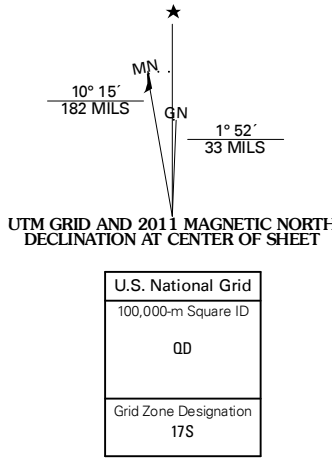 ★
MN
10° 15´
182 MILS
GN
1° 52´
33 MILS
UTM GRID AND 2011 MAGNETIC NORTH
DECLINATION AT CENTER OF SHEET
U.S. National Grid
100,000-m Square ID
QD
Grid Zone Designation
17S